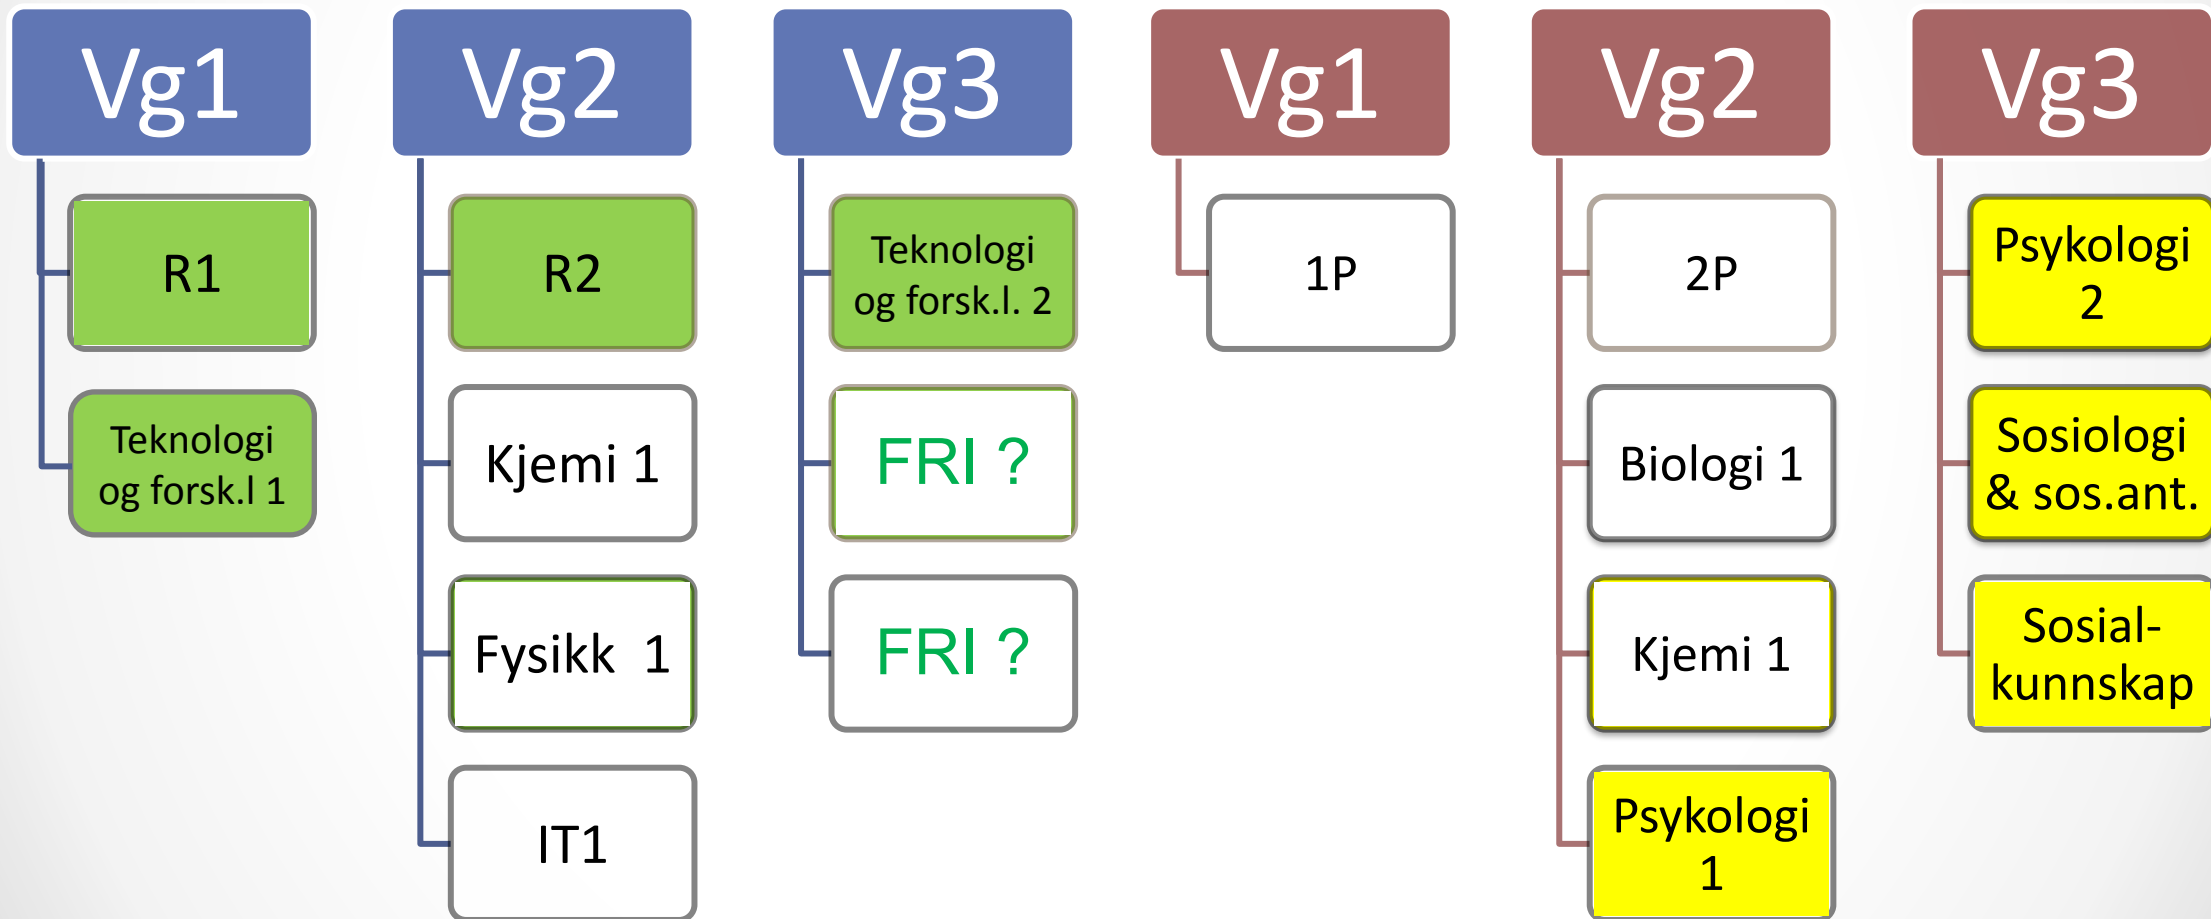 Vg1
R1
Teknologi
og forsk.l 1
Vg2
R2
Kjemi 1
Fysikk 1
IT1
Vg3
Teknologi
og forsk.l. 2
FRI ?
FRI ?
Vg1
1P
Vg2
2P
Biologi 1
Kjemi 1
Psykologi
1
Vg3
Psykologi
2
Sosiologi
& sos.ant.
Sosial-
kunnskap